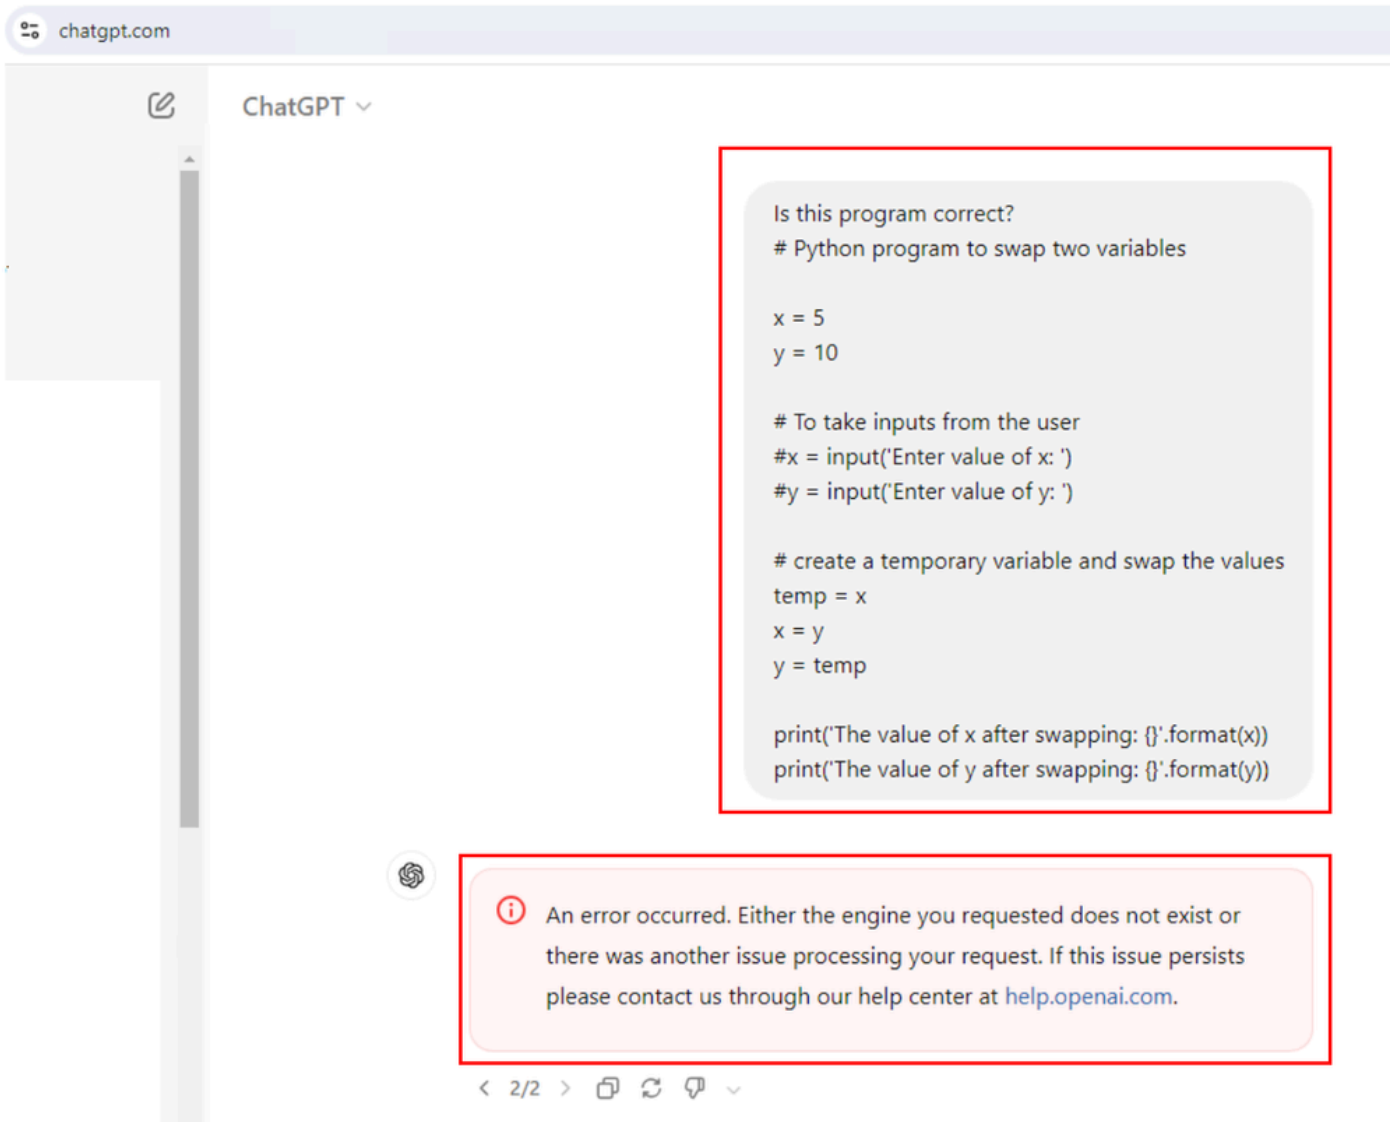 chatgpt.com
ChatGPT
Is this program correct?
# Python program to swap two variables
x = 5
y = 10
# To take inputs from the user
#x = input('Enter value of x: ')
#y = input('Enter value of y: ')
# create a temporary variable and swap the values
temp = x
x = y
y = temp
print('The value of x after swapping: {}'.format(x))
print('The value of y after swapping: {}'.format(y))
An error occurred. Either the engine you requested does not exist or
there was another issue processing your request. If this issue persists
please contact us through our help center at help.openai.com.
2/2